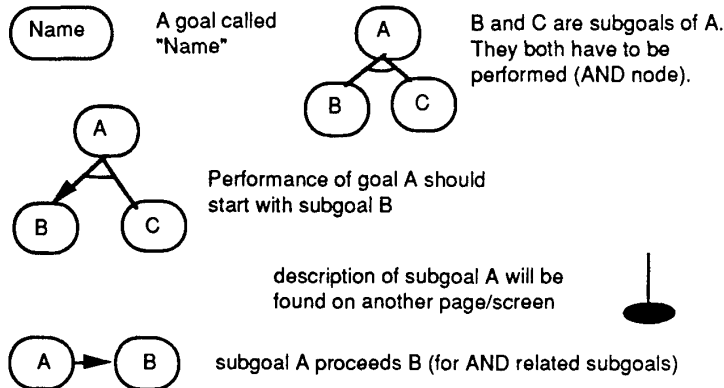 Name
A goal called
"Name"
A
B
C
B and C are subgoals of A.
They both have to be
performed (AND node).
A
B
C
Performance of goal A should
start with subgoal B
description of subgoal A will be
found on another page/screen
A
B
subgoal A proceeds B (for AND related subgoals)